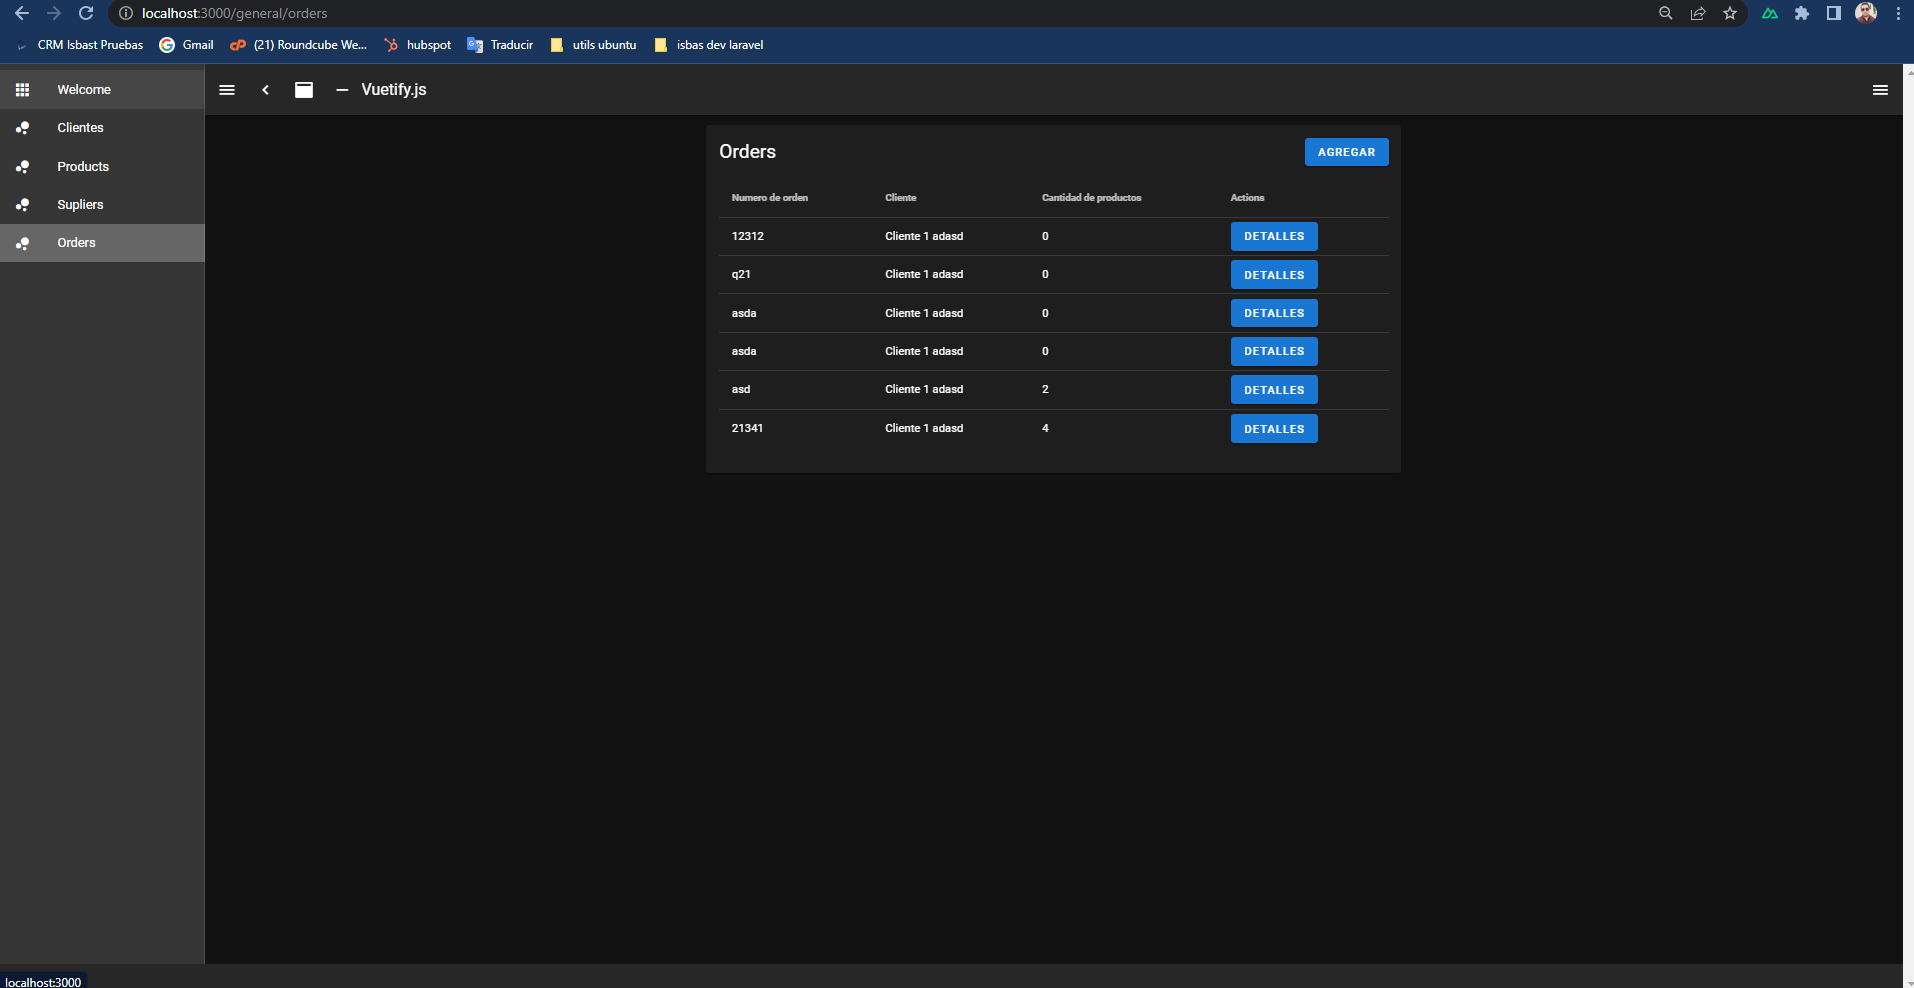 localhost:3000/general/orders
CRM Isbast Pruebas Gmail (21) Roundcube We... hubspot Traducir utils ubuntu isbas dev laravel
Welcome
Clientes
Products
Supliers
Orders
Vuetify.js
Orders AGREGAR
Numero de orden Cliente Cantidad de productos Actions
12312 Cliente 1 adasd 0 DETALLES
q21 Cliente 1 adasd 0 DETALLES
asda Cliente 1 adasd 0 DETALLES
asda Cliente 1 adasd 0 DETALLES
asd Cliente 1 adasd 2 DETALLES
21341 Cliente 1 adasd 4 DETALLES
localhost:3000